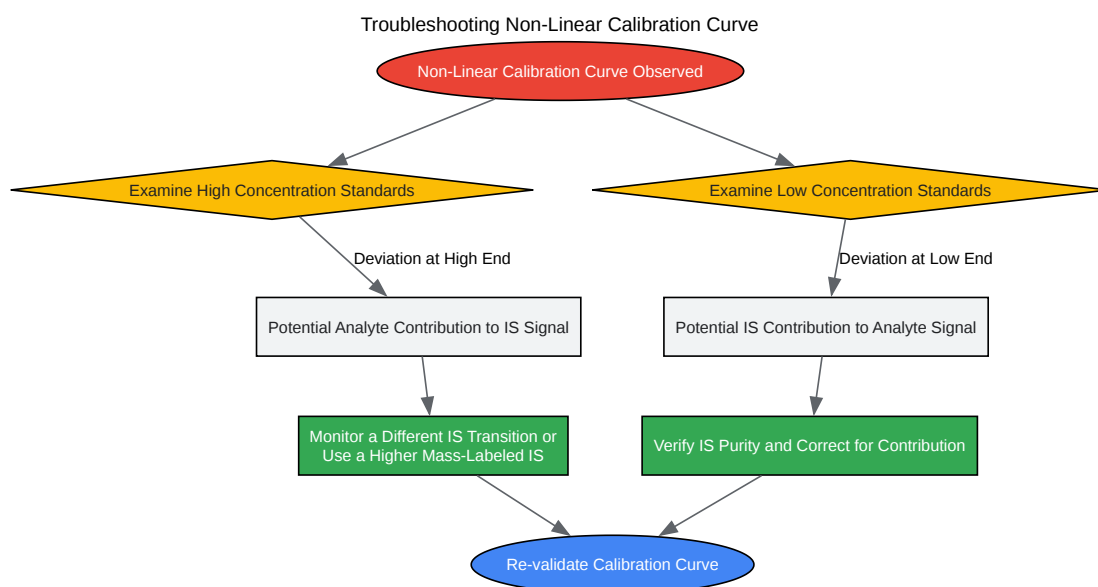 Troubleshooting Non-Linear Calibration Curve
Non-Linear Calibration Curve Observed
Examine High Concentration Standards
Examine Low Concentration Standards
Deviation at High End
Deviation at Low End
Potential Analyte Contribution to IS Signal
Potential IS Contribution to Analyte Signal
Monitor a Different IS Transition or
Use a Higher Mass-Labeled IS
Verify IS Purity and Correct for Contribution
Re-validate Calibration Curve